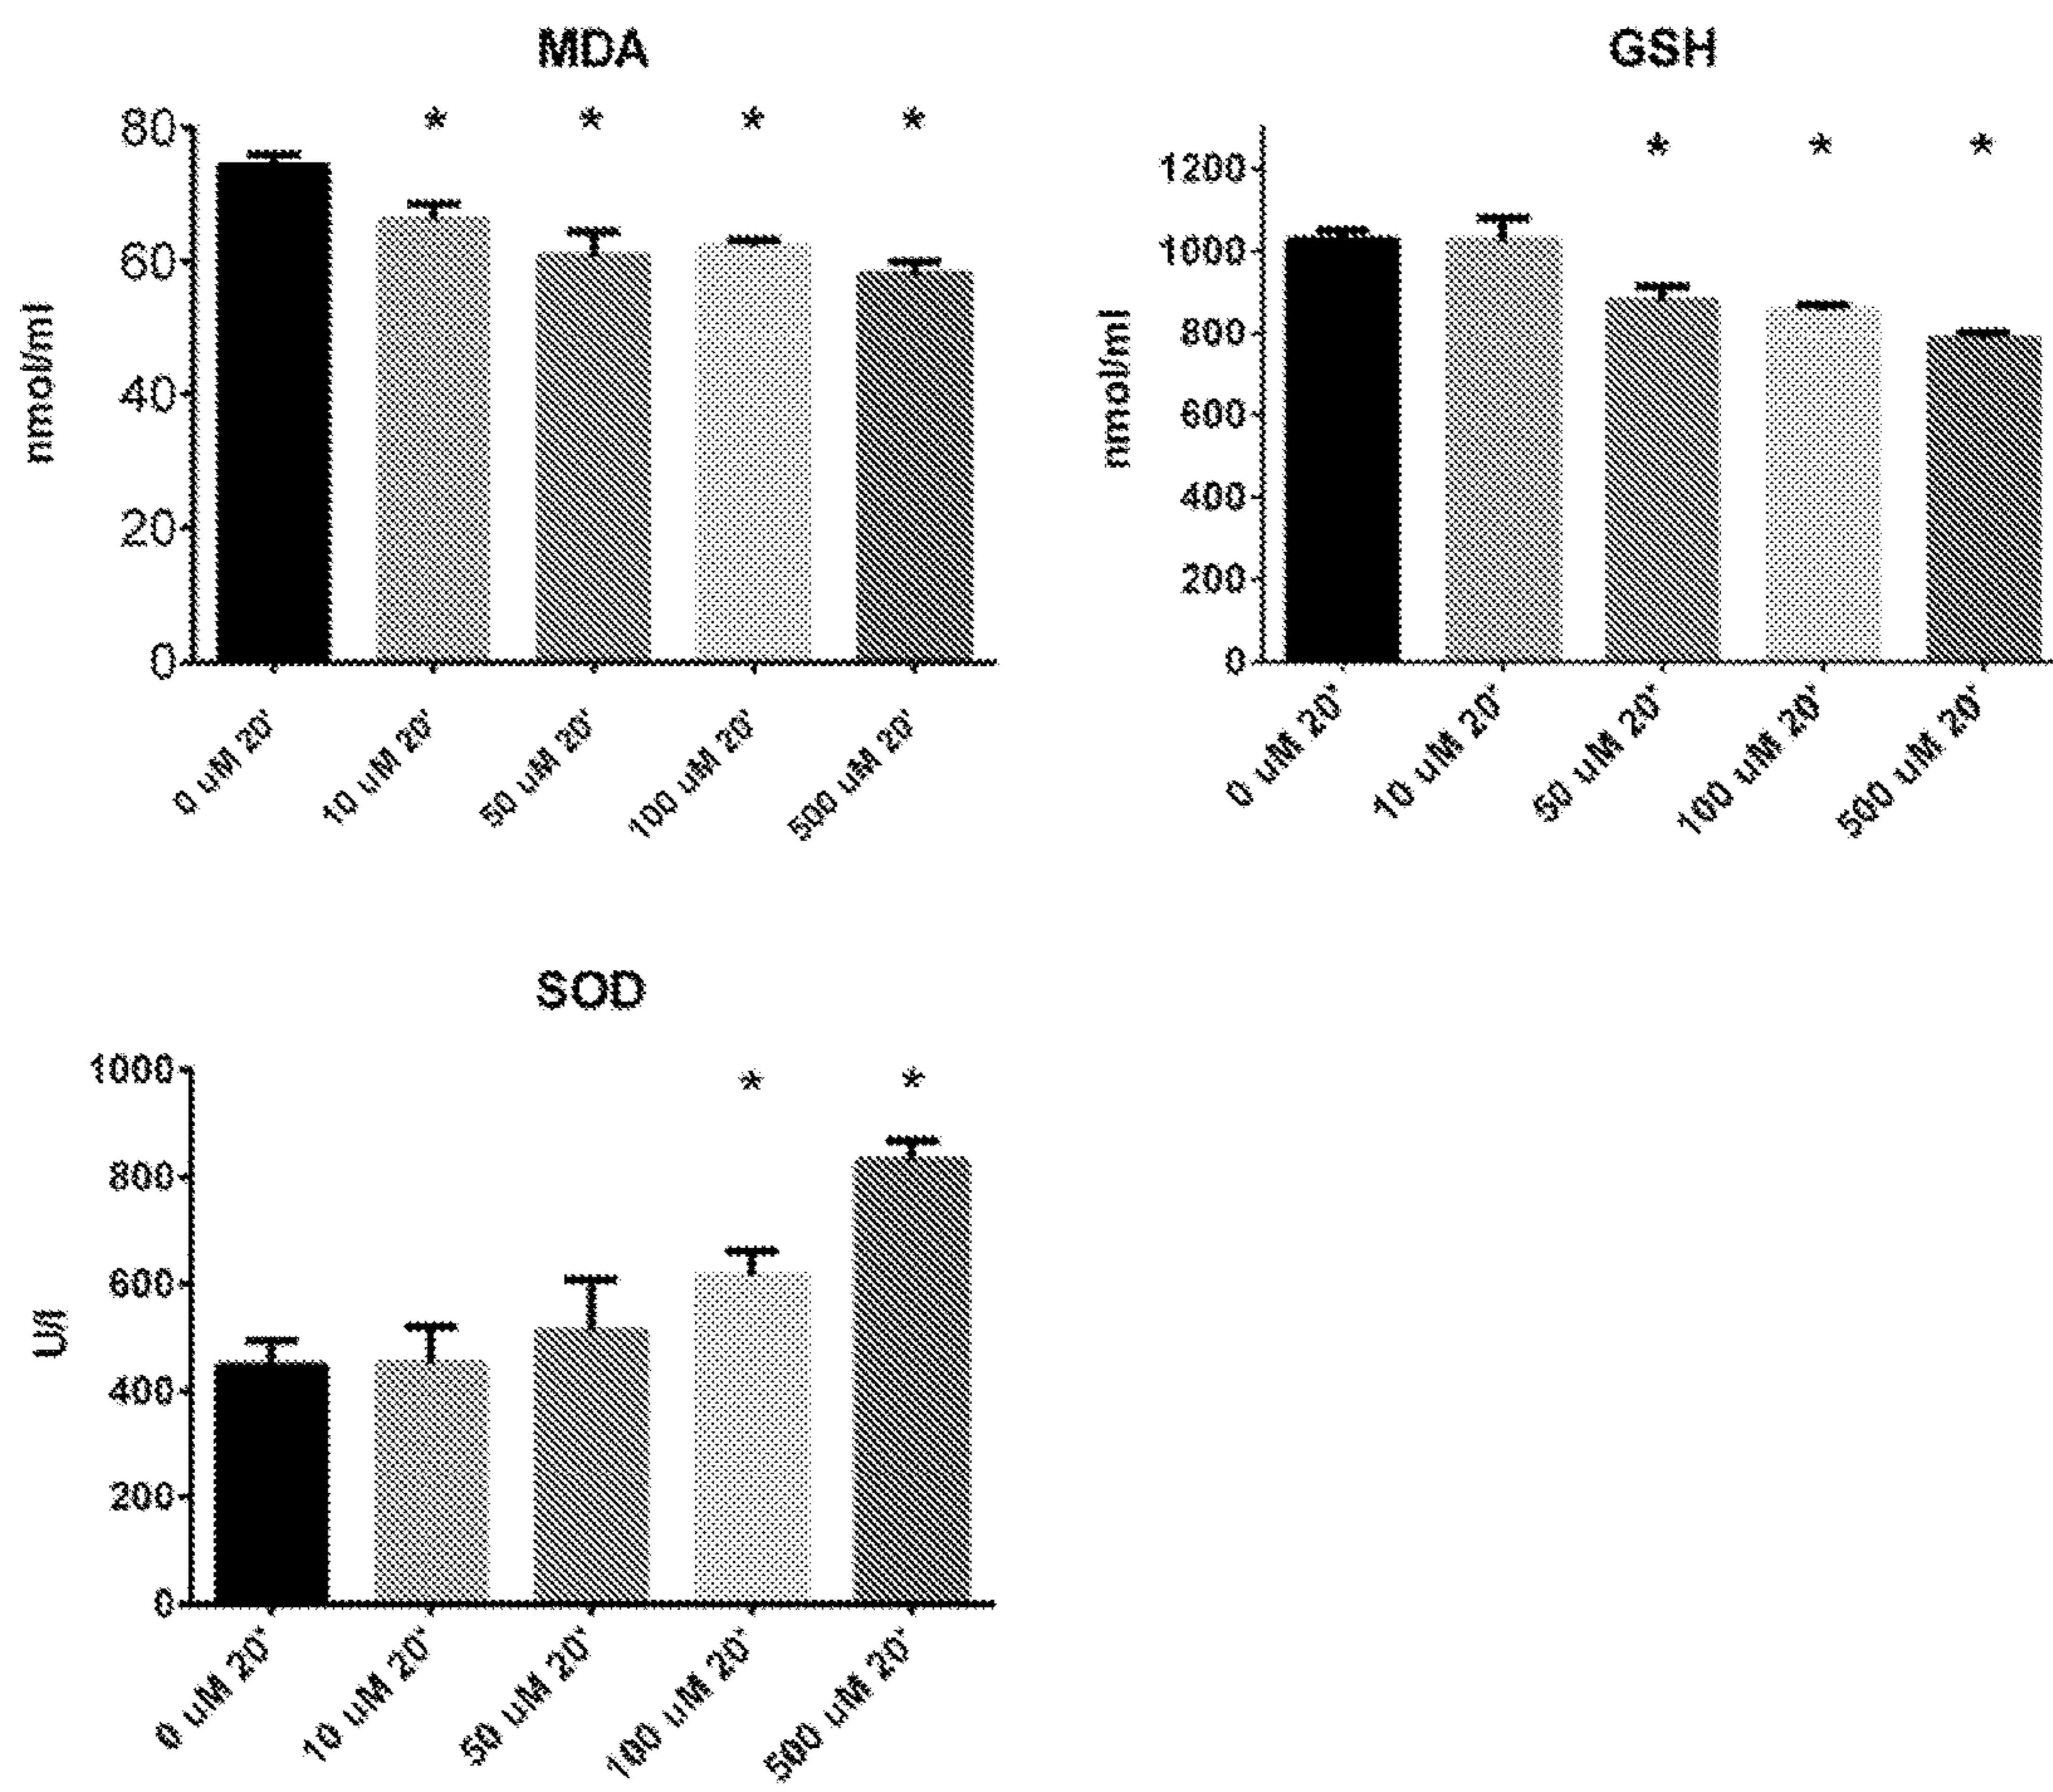 MDA
* * * *
80
60
40
20
0
nmol/ml
0 uM 20'
10 uM 20'
50 uM 20'
100 uM 20'
500 uM 20'
GSH
* * *
1200
1000
800
600
400
200
0
nmol/ml
0 uM 20'
10 uM 20'
50 uM 20'
100 uM 20'
500 uM 20'
SOD
* *
1000
800
600
400
200
0
U/l
0 uM 20'
10 uM 20'
50 uM 20'
100 uM 20'
500 uM 20'